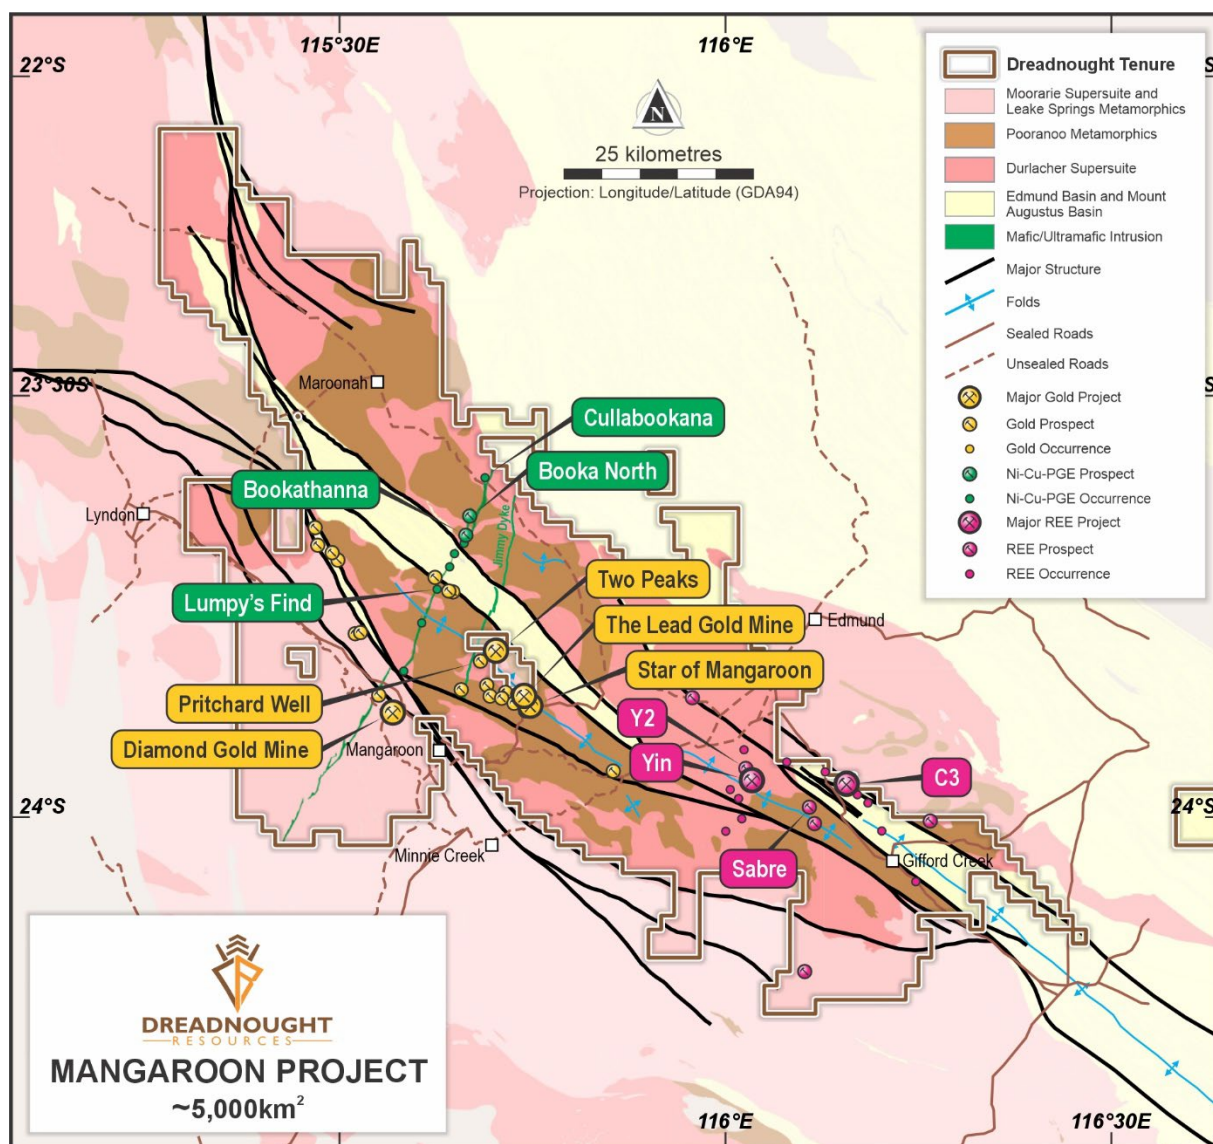 115°30E
116°E
22°S
S
N
25 kilometres
Projection: Longitude/Latitude (GDA94)
Dreadnought Tenure
Moorarie Supersuite and
Leake Springs Metamorphics
Pooranoo Metamorphics
Durlacher Supersuite
Edmund Basin and Mount
Augustus Basin
Mafic/Ultramafic Intrusion
Major Structure
Folds
Sealed Roads
Unsealed Roads
Major Gold Project
Gold Prospect
Gold Occurrence
Ni-Cu-PGE Prospect
Ni-Cu-PGE Occurrence
Major REE Project
REE Prospect
REE Occurrence
23°30S
S
Maroonah
Cullabookana
Booka North
Bookathanna
Lyndon
Jimmy Dyke
Two Peaks
Lumpy's Find
The Lead Gold Mine
Edmund
Star of Mangaroon
Pritchard Well
Y2
Diamond Gold Mine
Mangaroon
Yin
C3
24°S
24°S
Minnie Creek
Sabre
Gifford Creek
DREADNOUGHT
RESOURCES
MANGAROON PROJECT
~5,000km²
116°E
116°30E